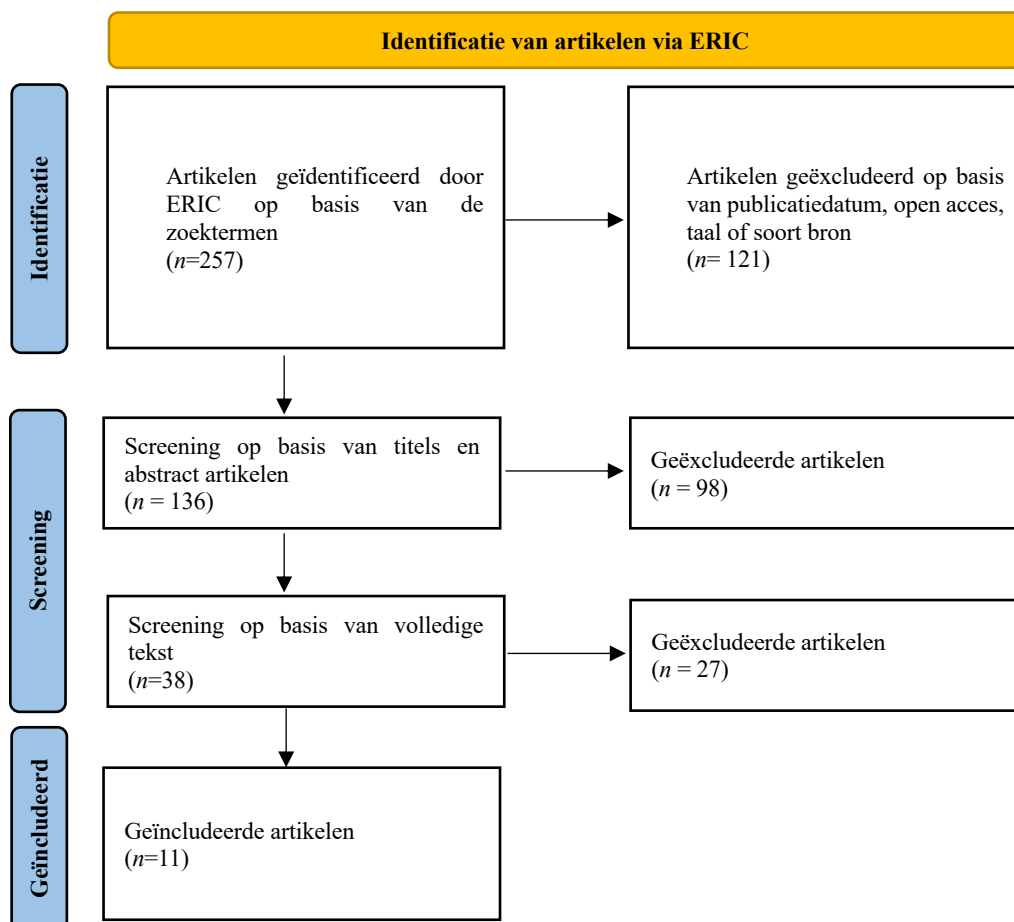 Identificatie van artikelen via ERIC
Identificatie
Artikelen geïdentificeerd door
ERIC op basis van de
zoektermen
(n=257)
Artikelen geëxcludeerd op basis
van publicatiedatum, open acces,
taal of soort bron
(n= 121)
Screening
Screening op basis van titels en
abstract artikelen
(n = 136)
Geëxcludeerde artikelen
(n = 98)
Screening op basis van volledige
tekst
(n=38)
Geëxcludeerde artikelen
(n = 27)
Geïncludeerd
Geïncludeerde artikelen
(n=11)